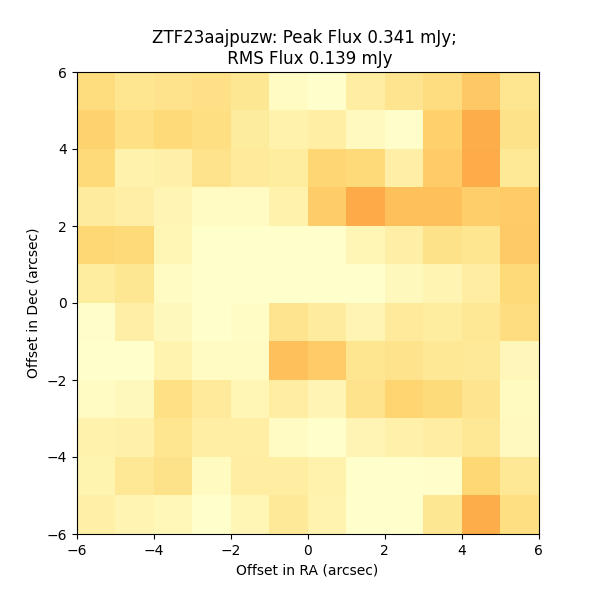 ZTF23aajpuzw: Peak Flux 0.341 mJy;
RMS Flux 0.139 mJy
6
4
2
0
−2
−4
−6
Offset in Dec (arcsec)
−6 −4 −2 0 2 4 6
Offset in RA (arcsec)